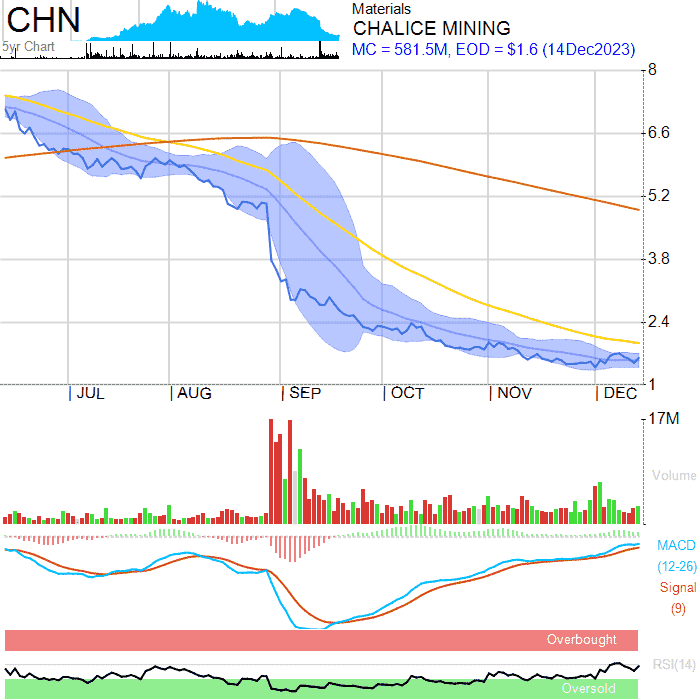 CHN
5yr Chart
Materials
CHALICE MINING
MC = 581.5M, EOD = $1.6 (14Dec2023)
8
6.6
5.2
3.8
2.4
1
| JUL | AUG | SEP | OCT | NOV | DEC
17M
Volume
MACD
(12-26)
Signal
(9)
Overbought
RSI(14)
Oversold